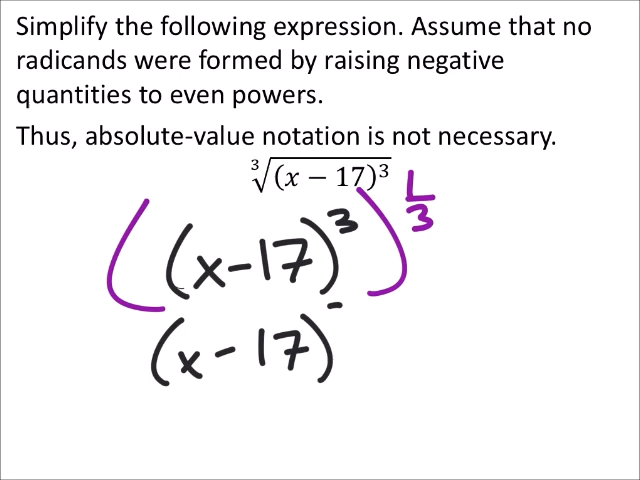 Simplify the following expression. Assume that no
radicands were formed by raising negative
quantities to even powers.
Thus, absolute-value notation is not necessary.
∛(x − 17)³
((x−17)³)^(1/3)
(x−17)⁻